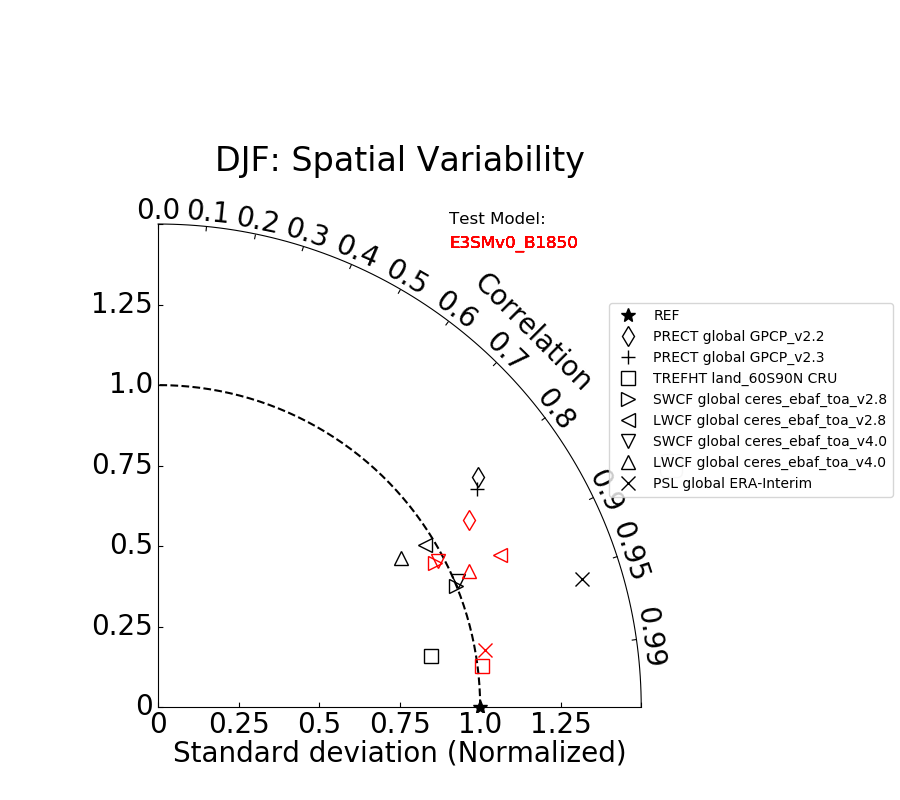 DJF: Spatial Variability
Test Model:
E3SMv0_B1850
0.0
0.1
0.2
0.3
0.4
0.5
0.6
0.7
0.8
0.9
0.95
0.99
Correlation
1.25
1.0
0.75
0.5
0.25
0
REF
PRECT global GPCP_v2.2
PRECT global GPCP_v2.3
TREFHT land_60S90N CRU
SWCF global ceres_ebaf_toa_v2.8
LWCF global ceres_ebaf_toa_v2.8
SWCF global ceres_ebaf_toa_v4.0
LWCF global ceres_ebaf_toa_v4.0
PSL global ERA-Interim
0 0.25 0.5 0.75 1.0 1.25
Standard deviation (Normalized)